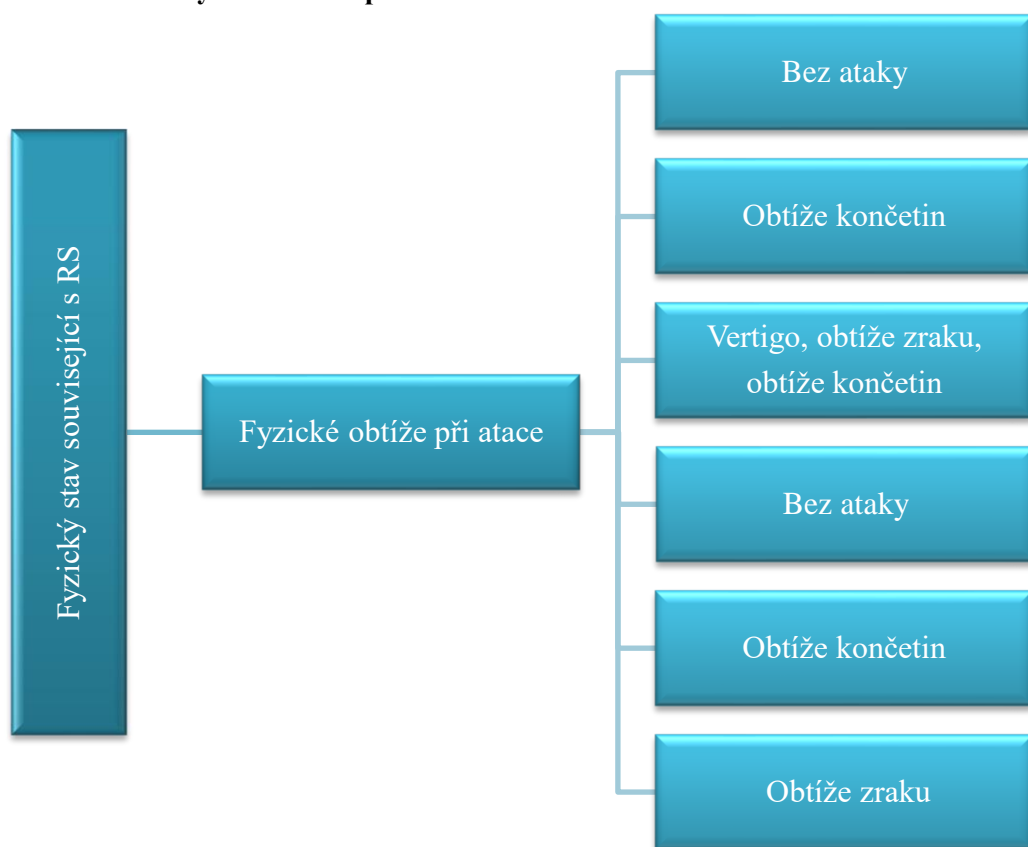 Fyzický stav související s RS
Fyzické obtíže při atace
Bez ataky
Obtíže končetin
Vertigo, obtíže zraku,
obtíže končetin
Bez ataky
Obtíže končetin
Obtíže zraku